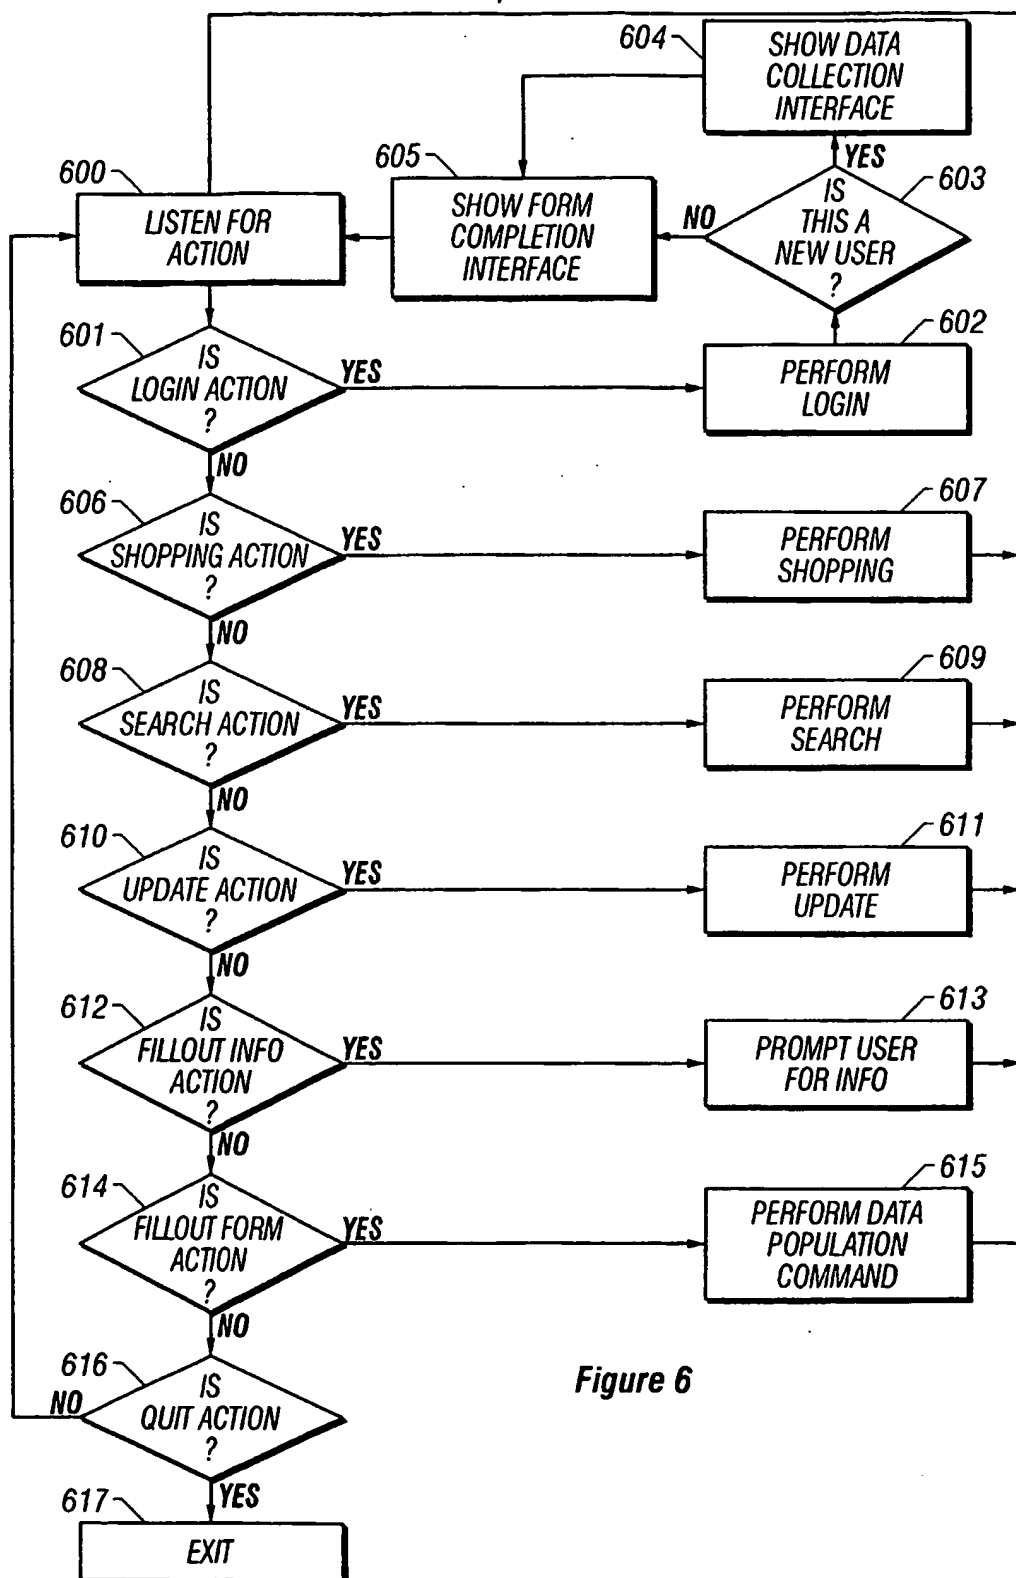 604
SHOW DATA
COLLECTION
INTERFACE
YES
605
600
603
LISTEN FOR
ACTION
SHOW FORM
COMPLETION
INTERFACE
NO
IS
THIS A
NEW USER
?
601
602
IS
LOGIN ACTION
?
YES
PERFORM
LOGIN
NO
606
607
IS
SHOPPING ACTION
?
YES
PERFORM
SHOPPING
NO
608
609
IS
SEARCH ACTION
?
YES
PERFORM
SEARCH
NO
610
611
IS
UPDATE ACTION
?
YES
PERFORM
UPDATE
NO
612
613
IS
FILLOUT INFO
ACTION
?
YES
PROMPT USER
FOR INFO
NO
614
615
IS
FILLOUT FORM
ACTION
?
YES
PERFORM DATA
POPULATION
COMMAND
NO
616
NO
IS
QUIT ACTION
?
Figure 6
YES
617
EXIT